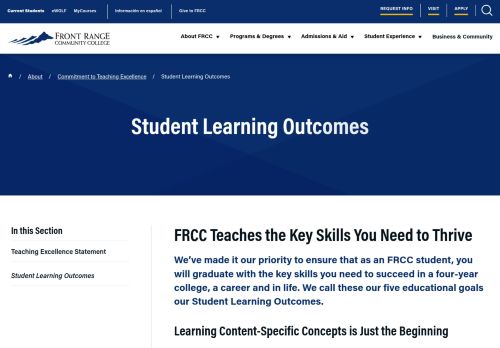 Current Students eWOLF MyCourses Información en español Give to FRCC REQUEST INFO VISIT APPLY
FRONT RANGE
COMMUNITY COLLEGE
About FRCC Programs & Degrees Admissions & Aid Student Experience Business & Community
/ About / Commitment to Teaching Excellence / Student Learning Outcomes
Student Learning Outcomes
In this Section
Teaching Excellence Statement
Student Learning Outcomes
FRCC Teaches the Key Skills You Need to Thrive
We've made it our priority to ensure that as an FRCC student, you
will graduate with the key skills you need to succeed in a four-year
college, a career and in life. We call these our five educational goals
our Student Learning Outcomes.
Learning Content-Specific Concepts is Just the Beginning